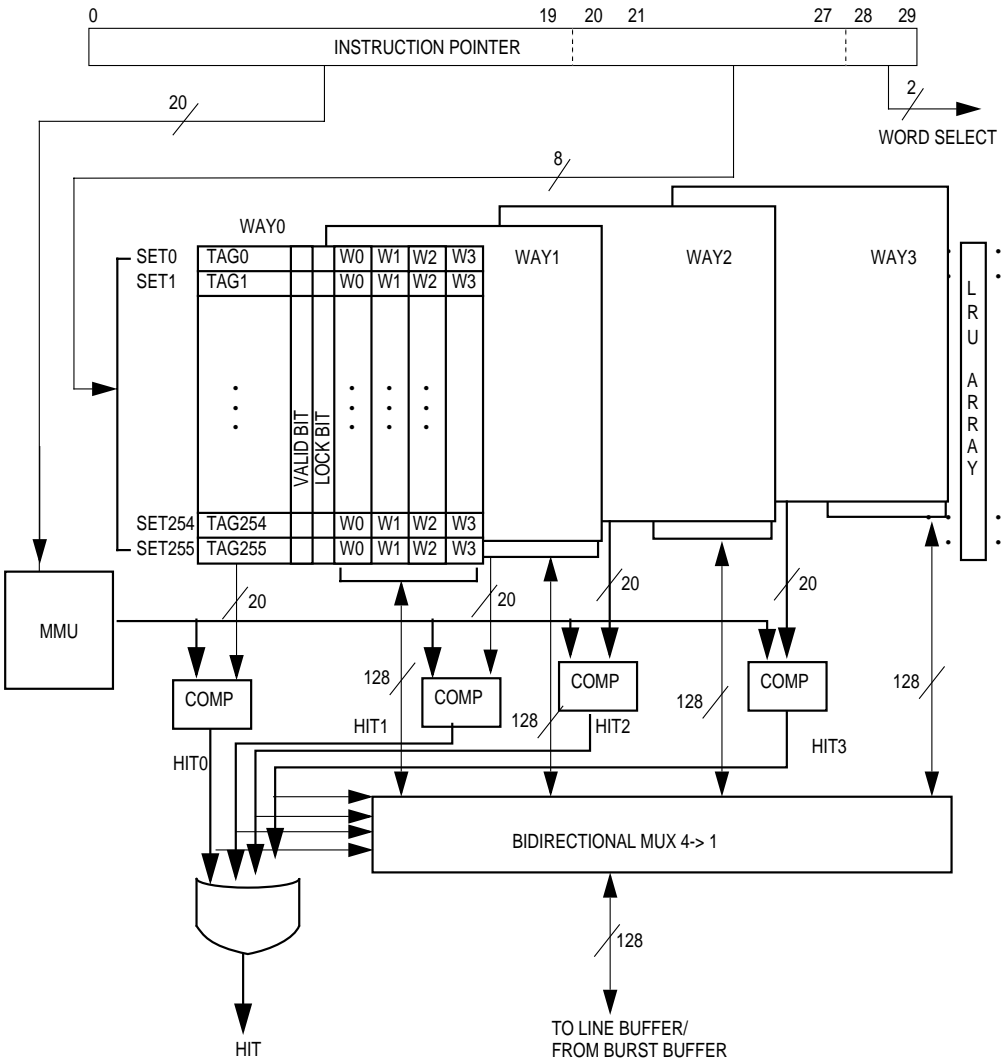 0 19 20 21 27 28 29
INSTRUCTION POINTER
20
2
WORD SELECT
8
WAY0
WAY1
WAY2
WAY3
SET0 TAG0 W0 W1 W2 W3
SET1 TAG1 W0 W1 W2 W3
LRU ARRAY
VALID BIT
LOCK BIT
SET254 TAG254 W0 W1 W2 W3
SET255 TAG255 W0 W1 W2 W3
20
20
20
20
MMU
COMP
COMP
COMP
COMP
128
128
128
128
HIT0
HIT1
HIT2
HIT3
BIDIRECTIONAL MUX 4-> 1
128
HIT
TO LINE BUFFER/
FROM BURST BUFFER